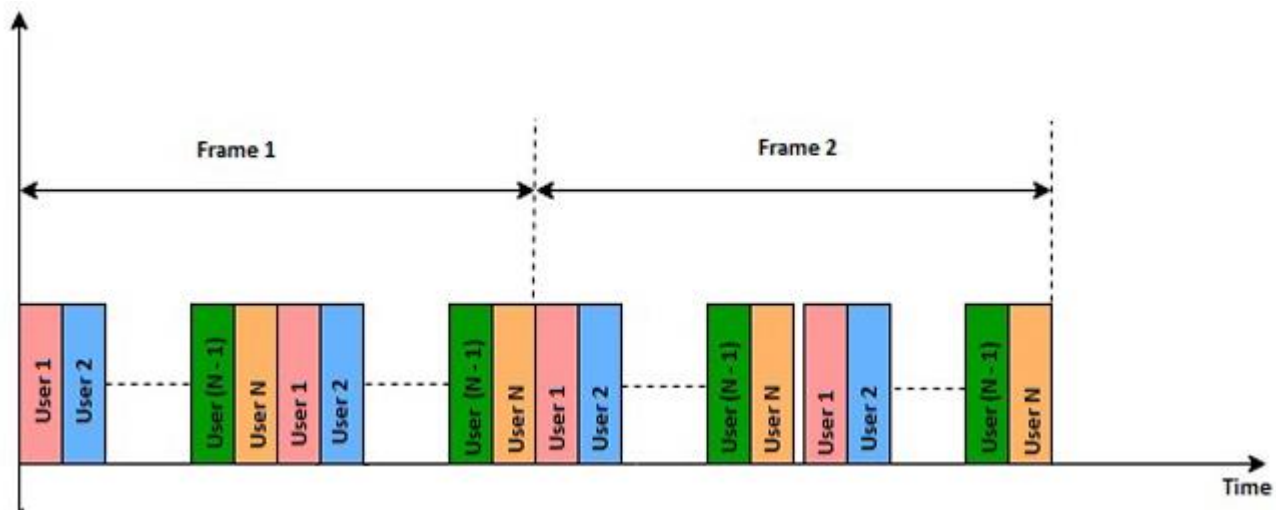 Frame 1
Frame 2
User 1
User 2
User (N - 1)
User N
User 1
User 2
User (N - 1)
User N
User 1
User 2
User (N - 1)
User N
User 1
User 2
User (N - 1)
User N
Time